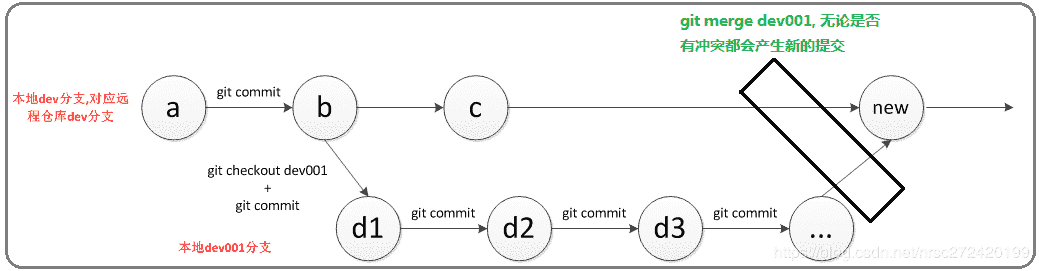 git merge dev001, 无论是否
有冲突都会产生新的提交
本地dev分支,对应远
程仓库dev分支
a
git commit
b
c
new
git checkout dev001
+
git commit
d1
git commit
d2
git commit
d3
git commit
...
本地dev001分支
https://blog.csdn.net/nrsc272420199